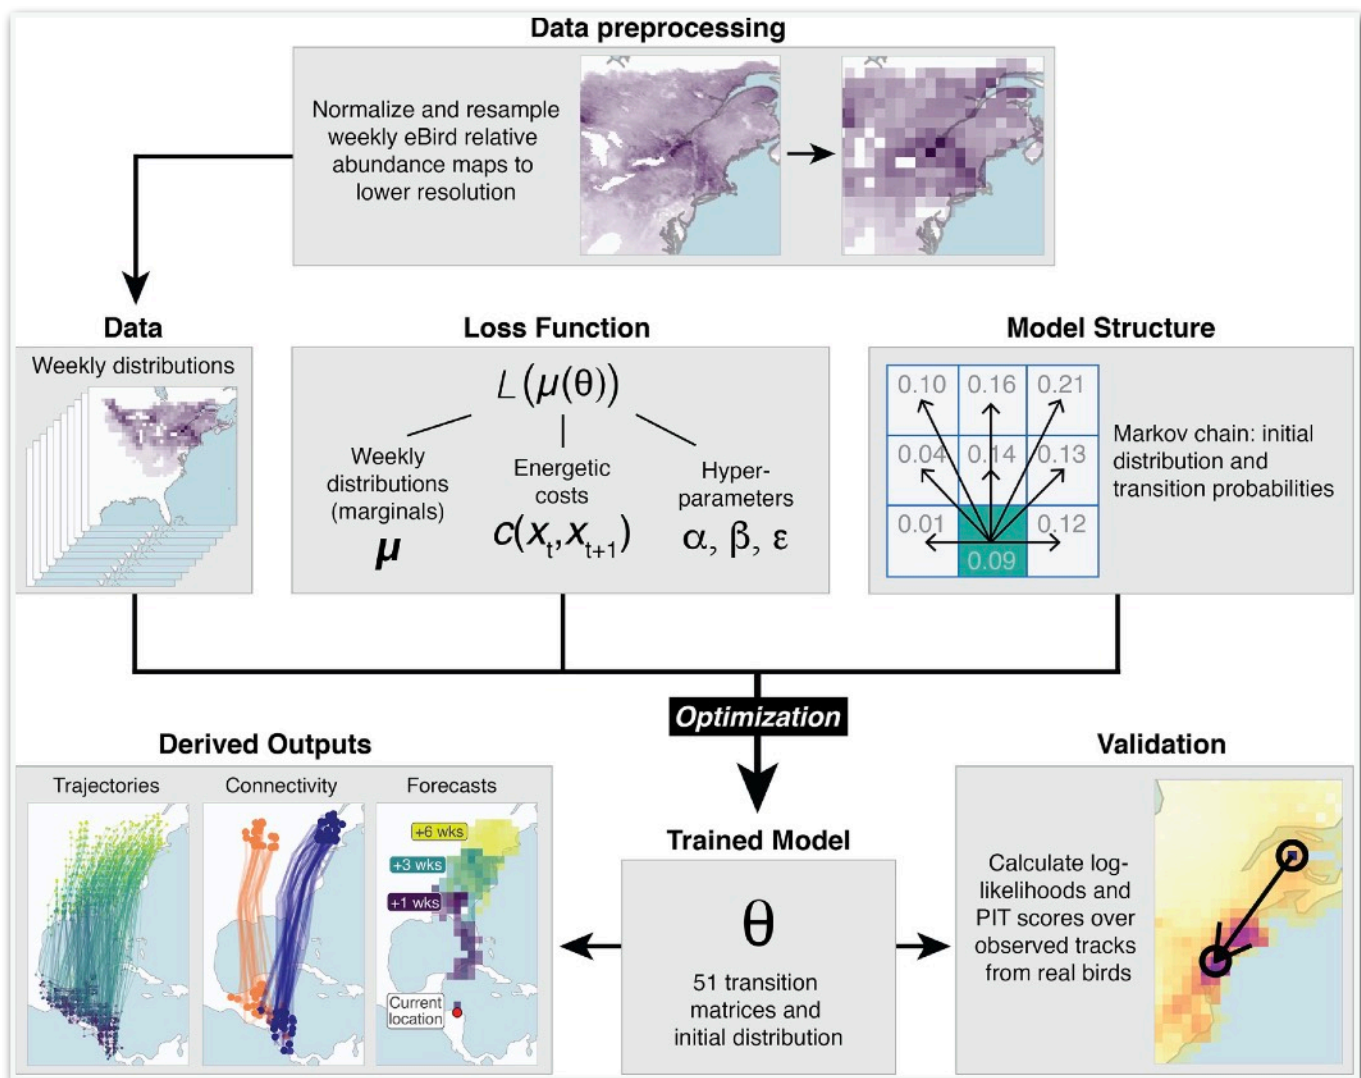 Data preprocessing
Normalize and resample
weekly eBird relative
abundance maps to
lower resolution
Data
Weekly distributions
Loss Function
L(μ(θ))
Weekly
distributions
(marginals)
μ
Energetic
costs
c(xₜ,xₜ₊₁)
Hyper-
parameters
α, β, ε
Model Structure
0.10 0.16 0.21
0.04 0.14 0.13
0.01 0.12
0.09
Markov chain: initial
distribution and
transition probabilities
Optimization
Derived Outputs
Trajectories
Connectivity
Forecasts
+6 wks
+3 wks
+1 wks
Current
location
Trained Model
θ
51 transition
matrices and
initial distribution
Validation
Calculate log-
likelihoods and
PIT scores over
observed tracks
from real birds